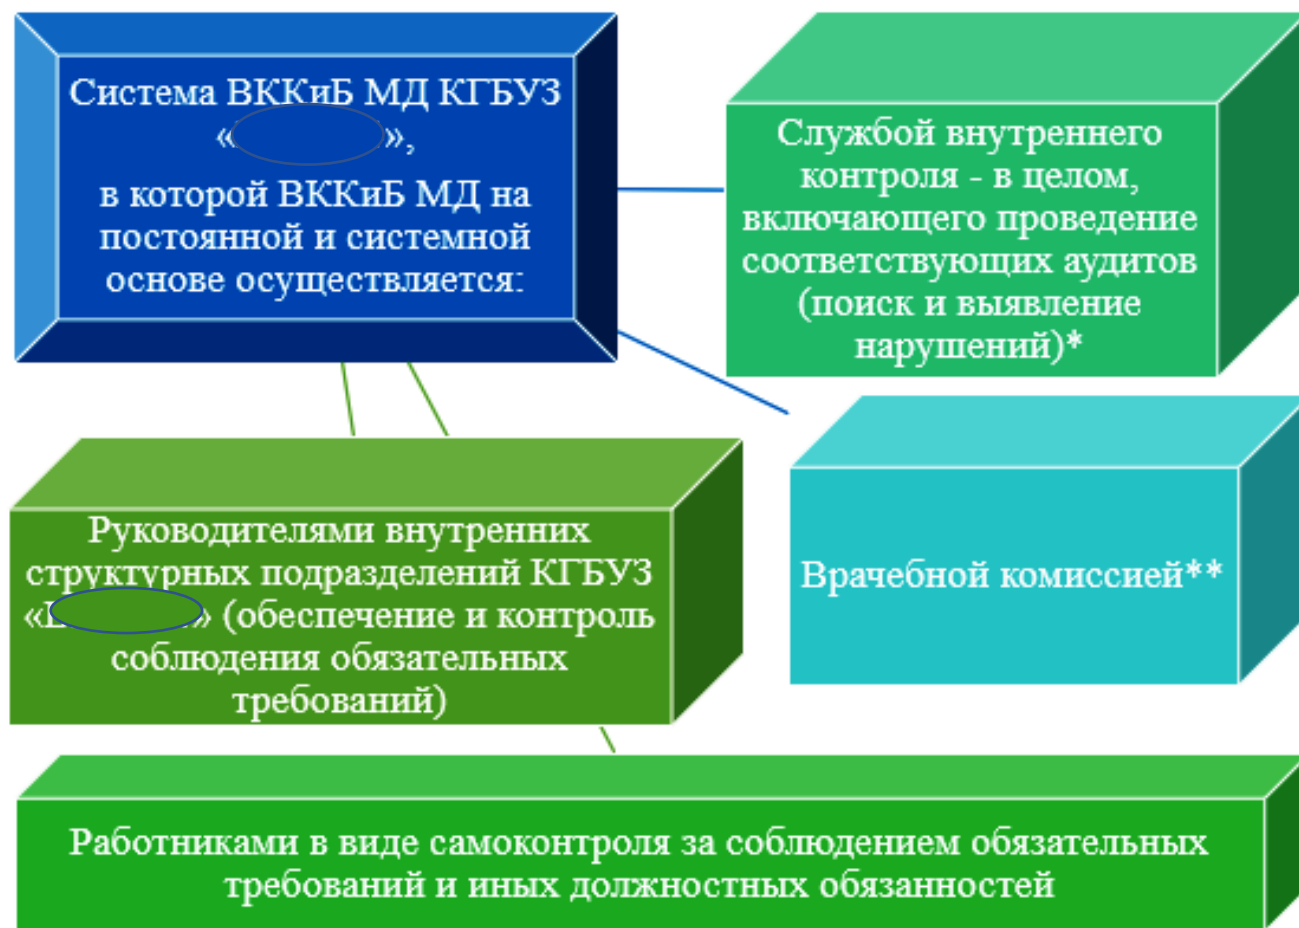 Система ВККиБ МД КГБУЗ
« »,
в которой ВККиБ МД на
постоянной и системной
основе осуществляется:
Службой внутреннего
контроля - в целом,
включающего проведение
соответствующих аудитов
(поиск и выявление
нарушений)*
Руководителями внутренних
структурных подразделений КГБУЗ
« » (обеспечение и контроль
соблюдения обязательных
требований)
Врачебной комиссией**
Работниками в виде самоконтроля за соблюдением обязательных
требований и иных должностных обязанностей